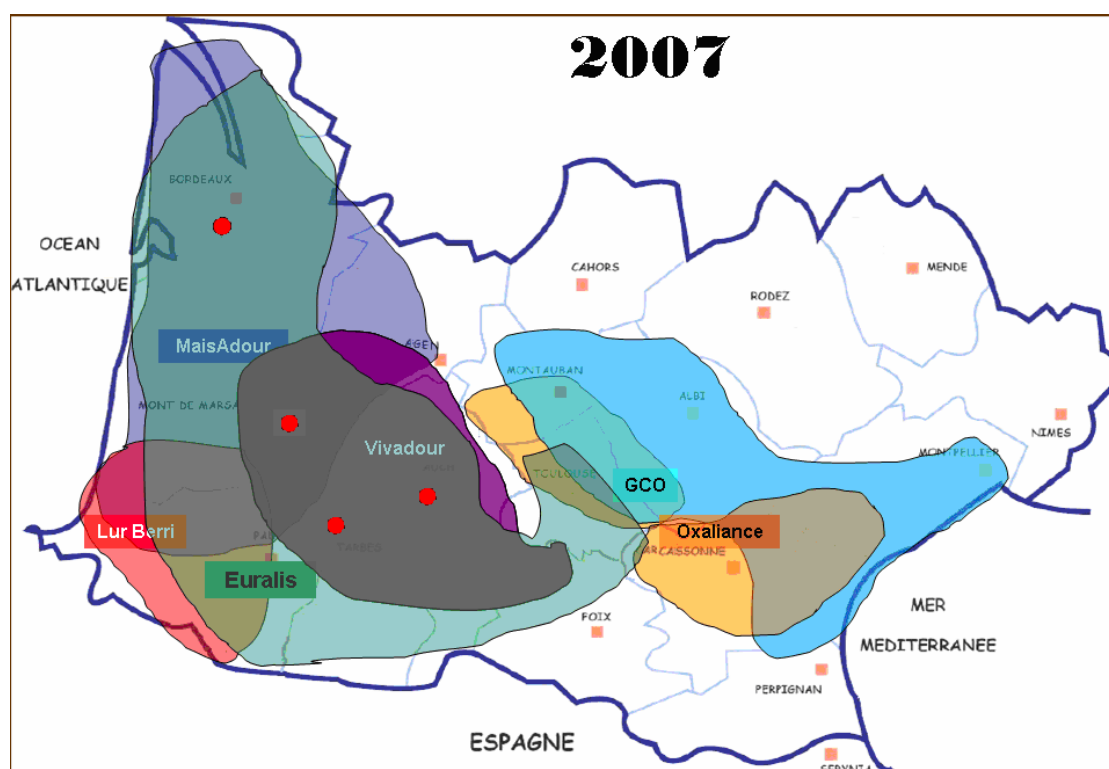 2007
BORDEAUX
OCEAN
ATLANTIQUE
CAHORS
MENDE
RODEZ
MaisAdour
AGEN
MONTAUBAN
MONT DE MARSA
ALBI
NIMES
Vivadour
MONTPELLIER
TOULOUSE
GCO
Lur Berri
Oxaliance
TARBES
ARCASSONNE
Euralis
FOIX
MER
MEDITERRANEE
PERPIGNAN
ESPAGNE